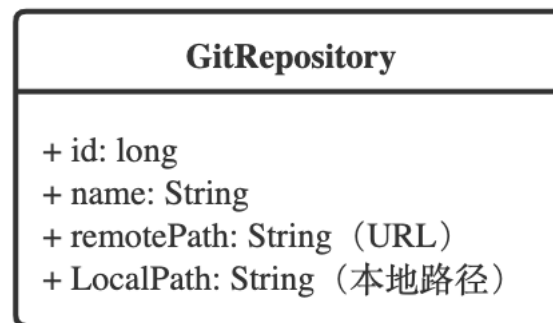 GitRepository
+ id: long
+ name: String
+ remotePath: String（URL）
+ LocalPath: String（本地路径）